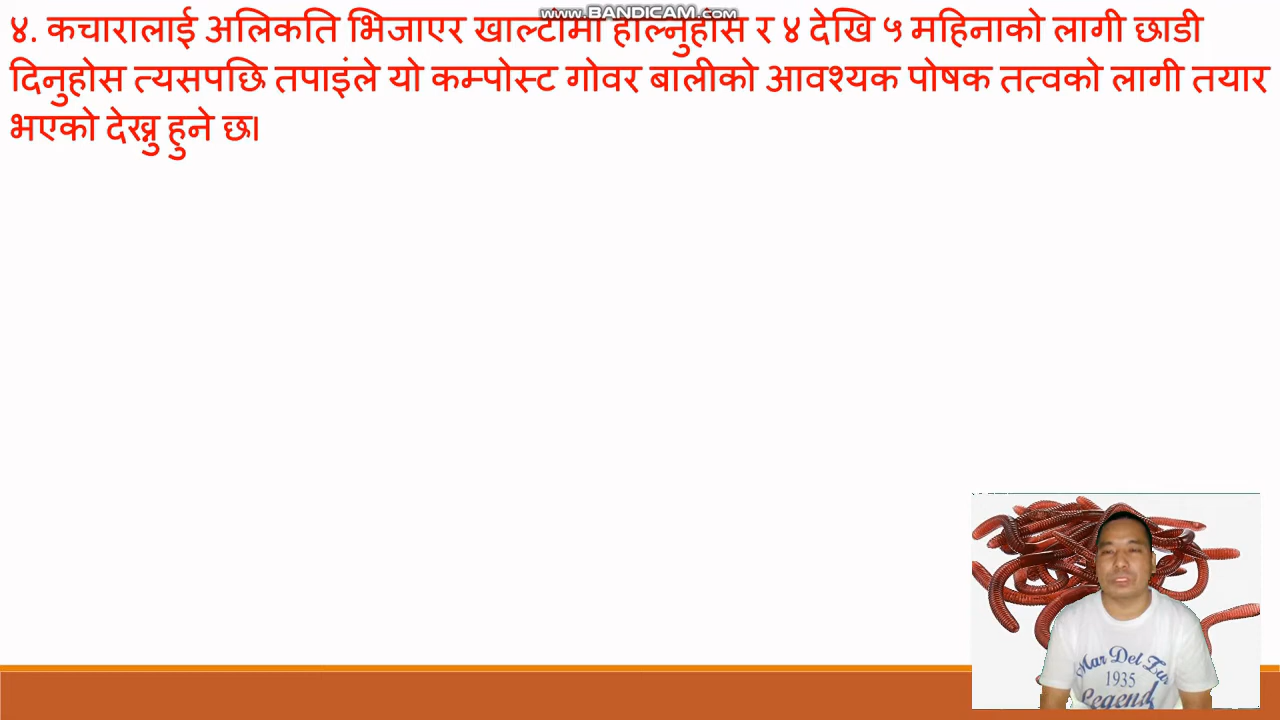 www.BANDICAM.com
४. कचारालाई अलिकति भिजाएर खाल्टोमा हाल्नुहोस र ४ देखि ५ महिनाको लागी छाडी
दिनुहोस त्यसपछि तपाइंले यो कम्पोस्ट गोवर बालीको आवश्यक पोषक तत्वको लागी तयार
भएको देख्नु हुने छ।
Mar Del Tur
1935
Legend